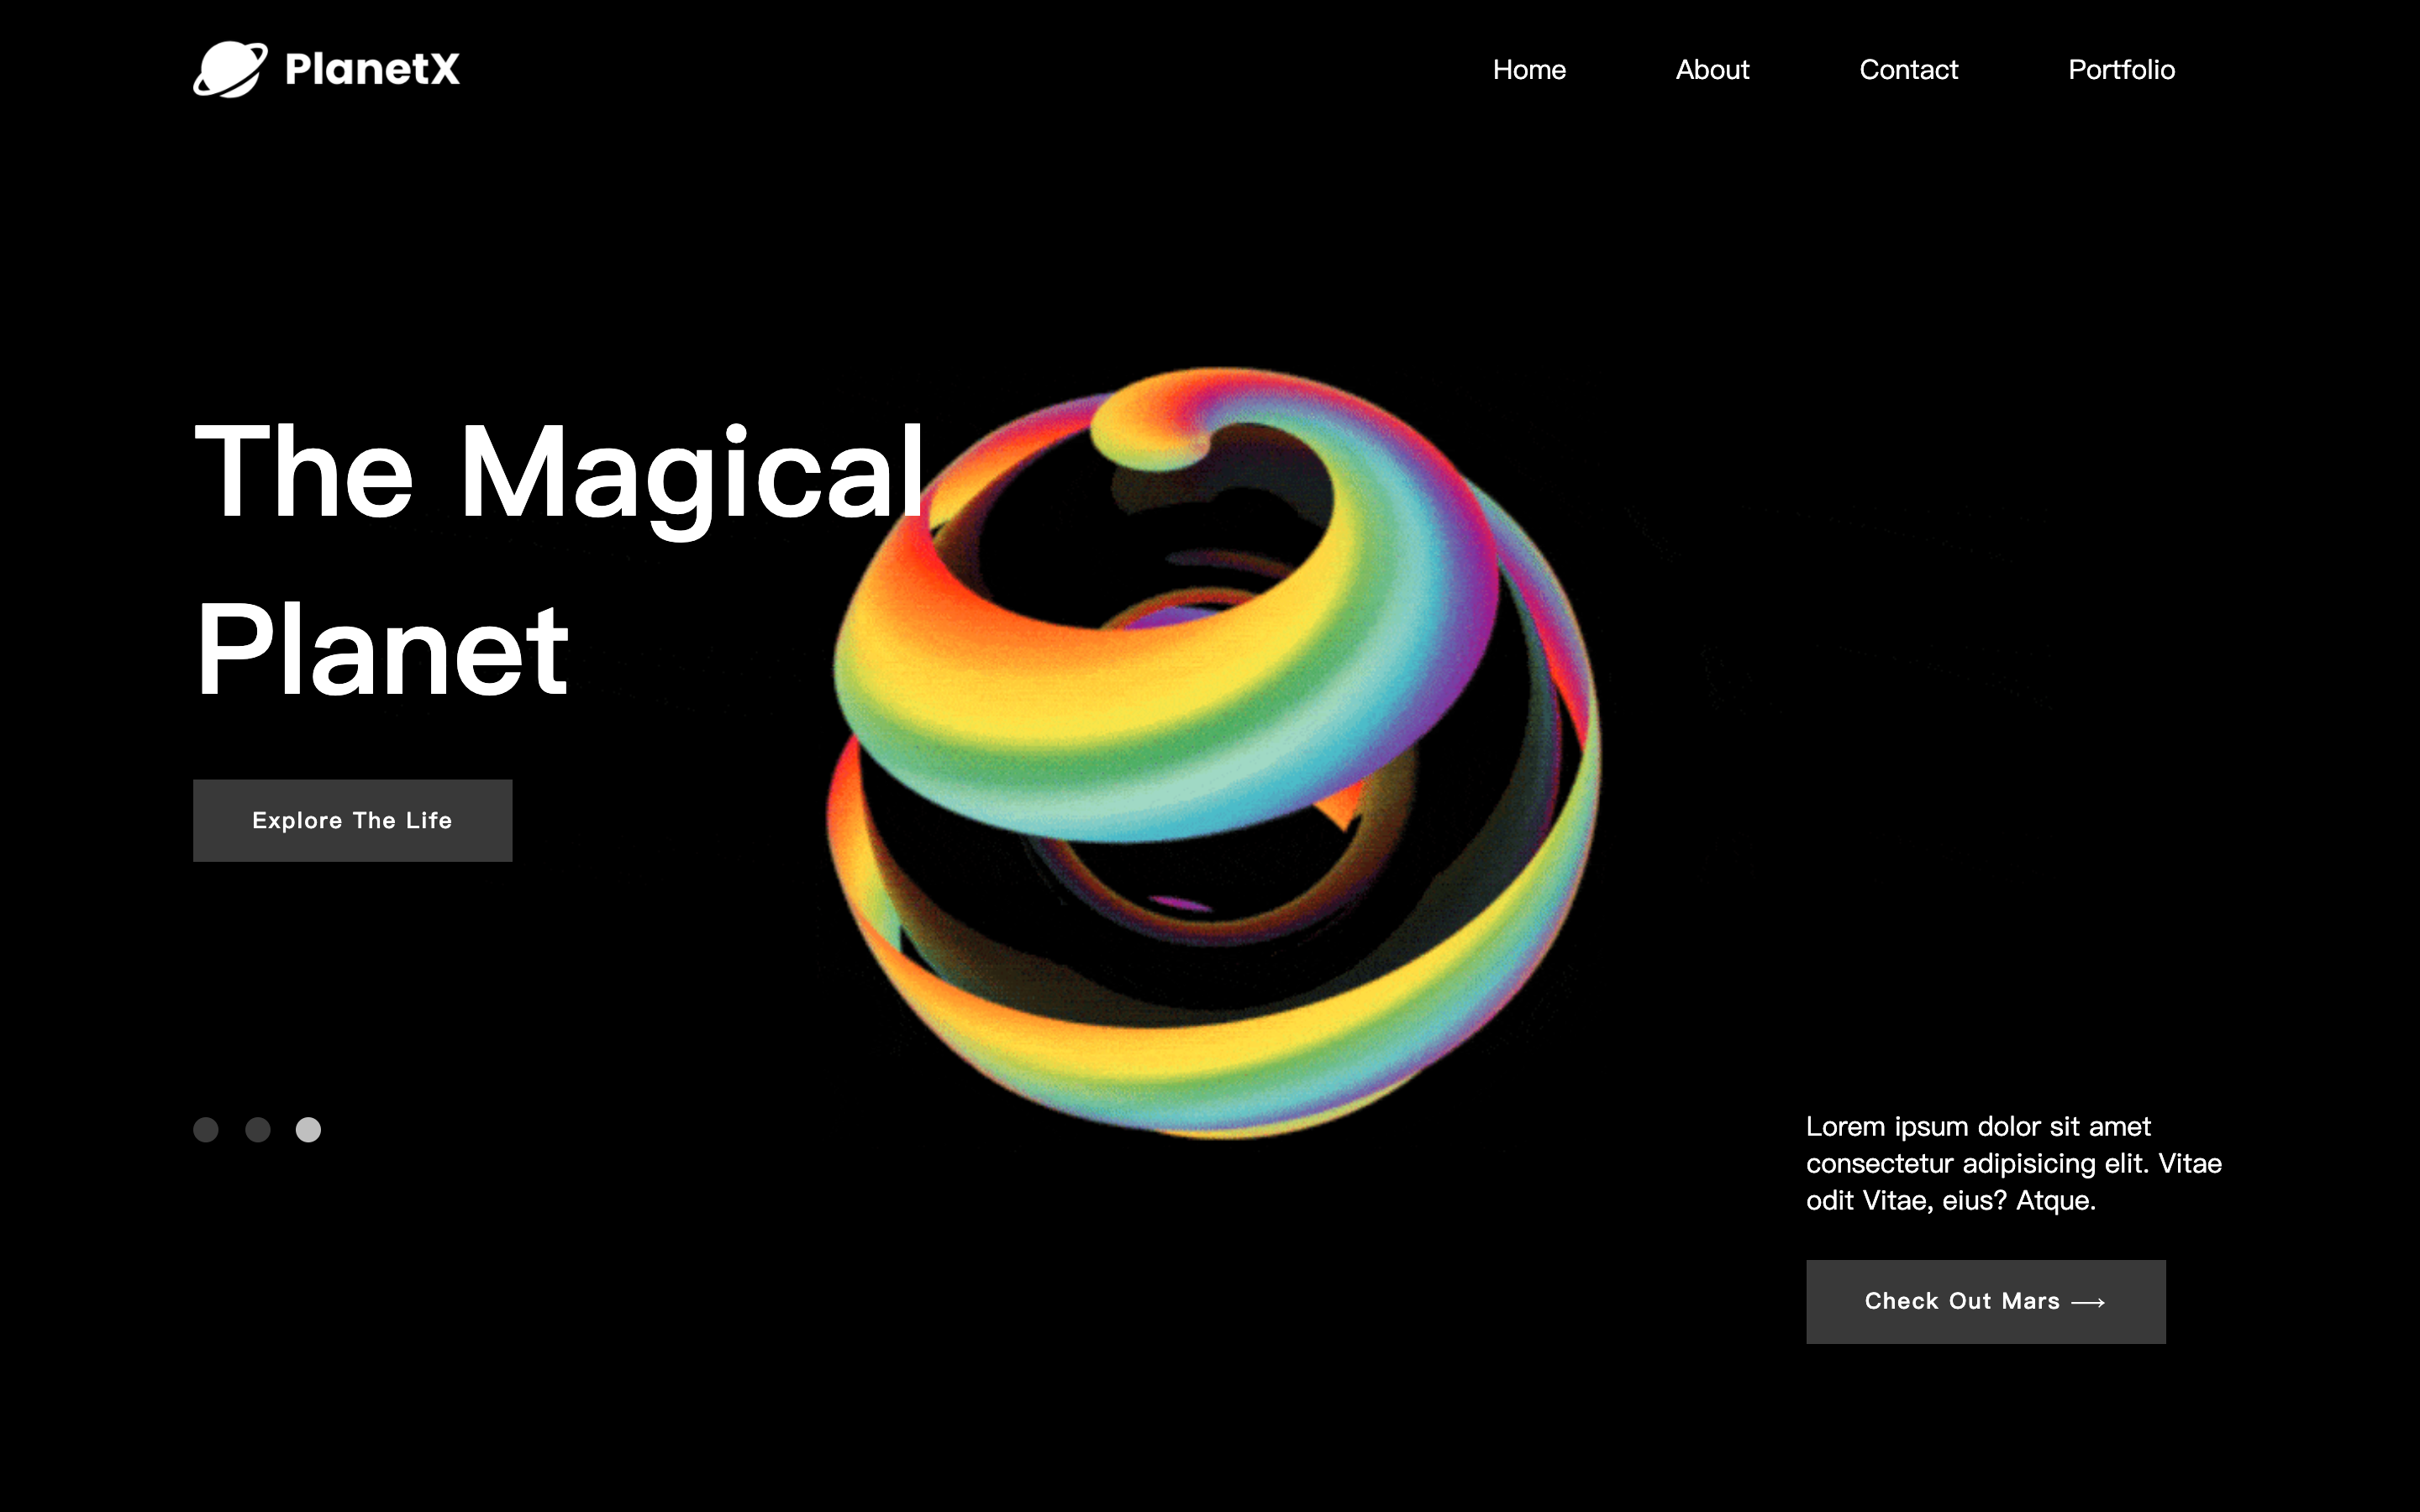 PlanetX
Home
About
Contact
Portfolio
The Magical
Planet
Explore The Life
Lorem ipsum dolor sit amet
consectetur adipisicing elit. Vitae
odit Vitae, eius? Atque.
Check Out Mars ⟶